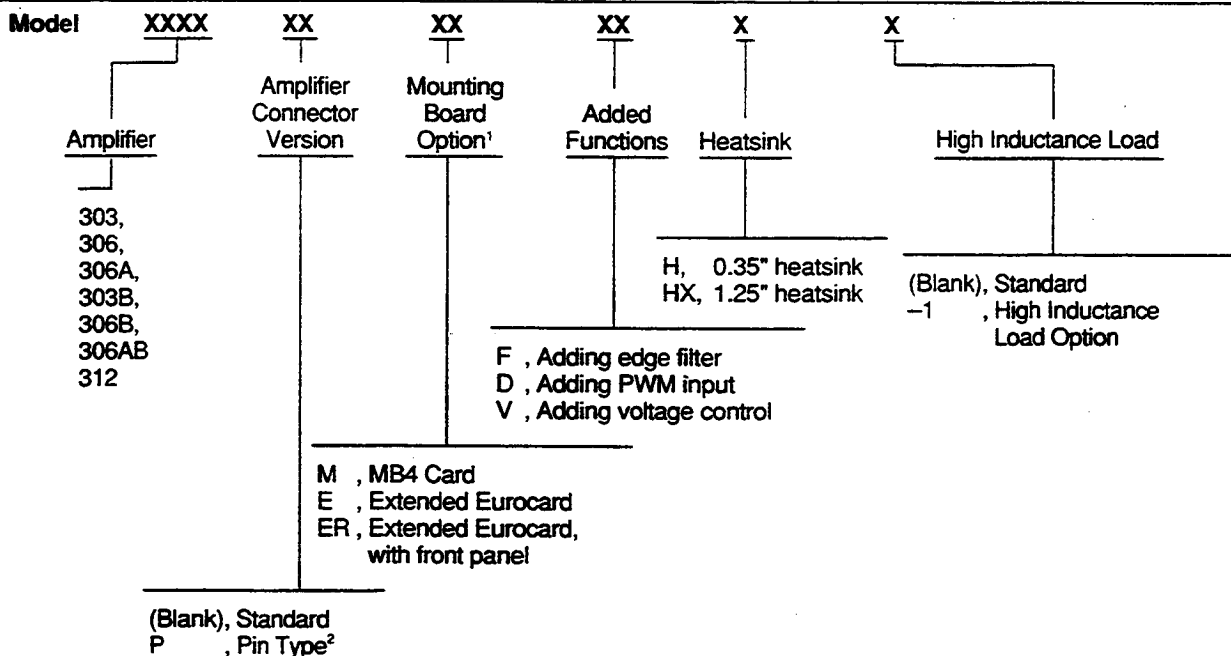 Model XXXX XX XX XX X X
Amplifier
Amplifier
Connector
Version
Mounting
Board
Option¹
Added
Functions
Heatsink
High Inductance Load
303,
306,
306A,
303B,
306B,
306AB
312
H, 0.35" heatsink
HX, 1.25" heatsink
(Blank), Standard
–1 , High Inductance
Load Option
F , Adding edge filter
D , Adding PWM input
V , Adding voltage control
M , MB4 Card
E , Extended Eurocard
ER , Extended Eurocard,
with front panel
(Blank), Standard
P , Pin Type²